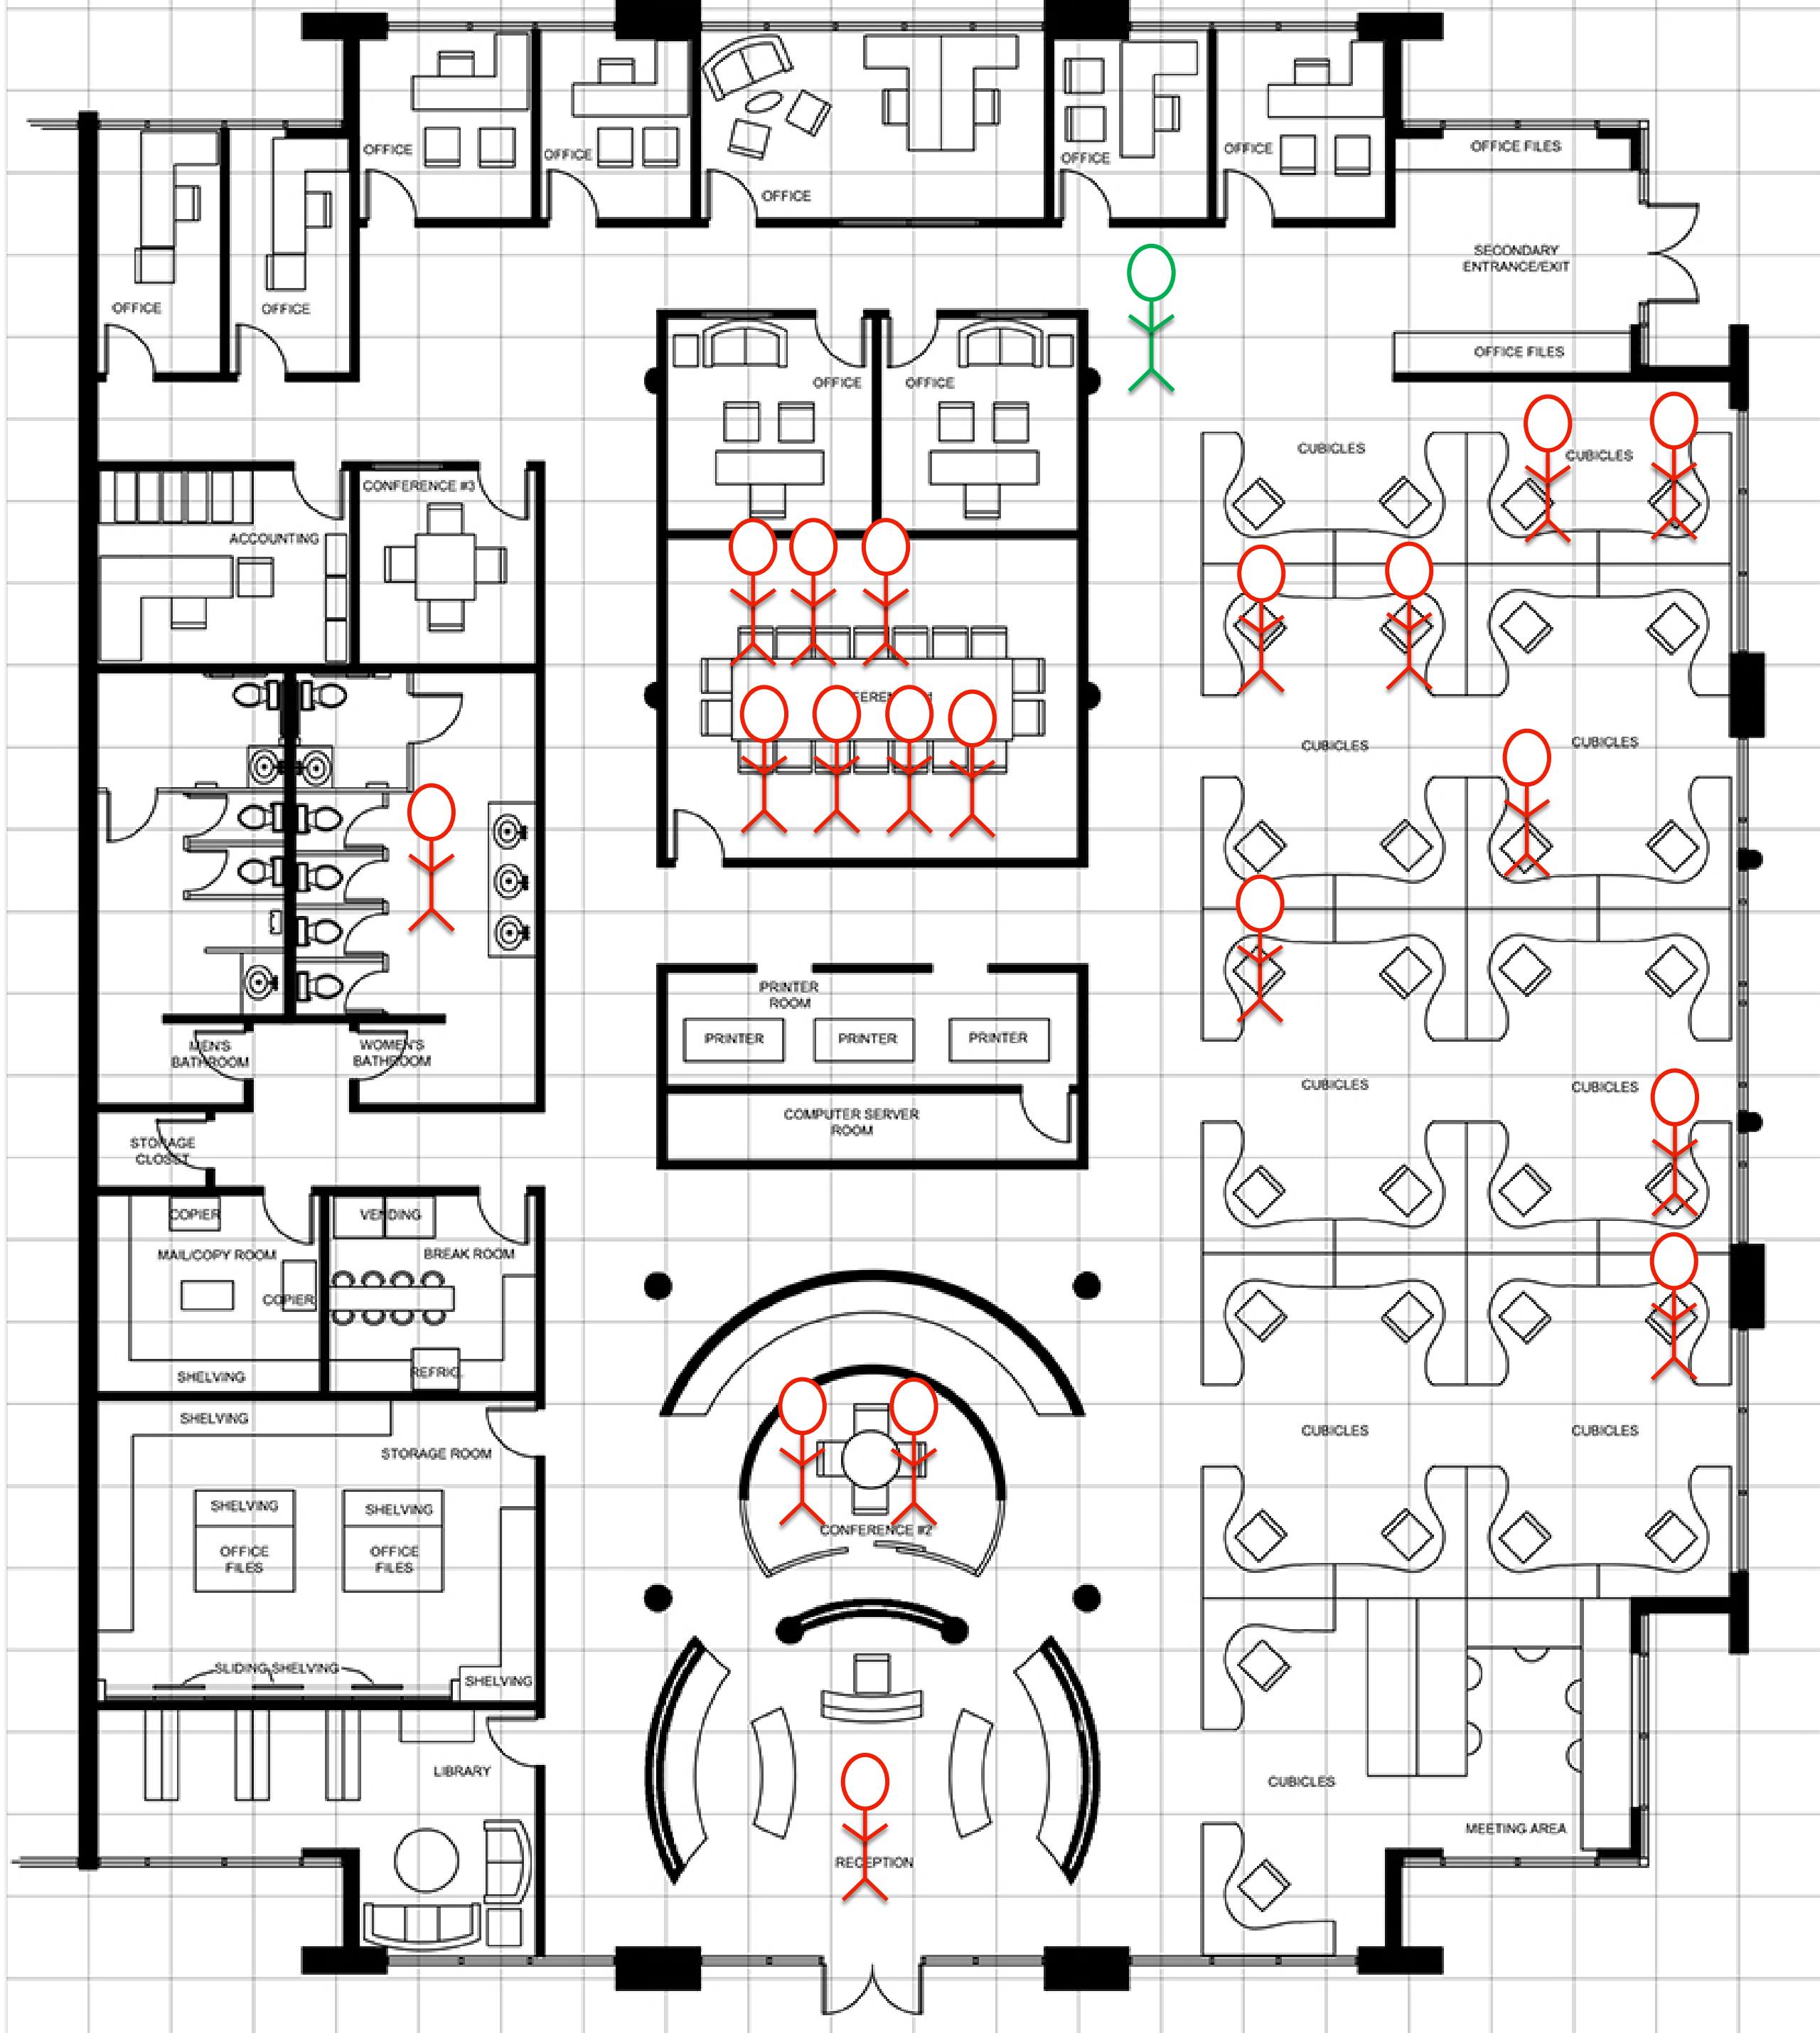 OFFICE FILES
OFFICE
OFFICE
OFFICE
OFFICE
OFFICE
SECONDARY
ENTRANCE/EXIT
OFFICE
OFFICE
OFFICE FILES
OFFICE
OFFICE
CUBICLES
CUBICLES
CONFERENCE #3
ACCOUNTING
CUBICLES
CUBICLES
PRINTER
ROOM
PRINTER
PRINTER
PRINTER
MEN'S
BATHROOM
WOMEN'S
BATHROOM
CUBICLES
CUBICLES
COMPUTER SERVER
ROOM
STORAGE
CLOSET
COPIER
VENDING
MAIL/COPY ROOM
BREAK ROOM
COPIER
SHELVING
REFRIG.
SHELVING
STORAGE ROOM
CUBICLES
CUBICLES
SHELVING
SHELVING
OFFICE
FILES
OFFICE
FILES
CONFERENCE #2
SLIDING SHELVING
SHELVING
LIBRARY
CUBICLES
MEETING AREA
RECEPTION